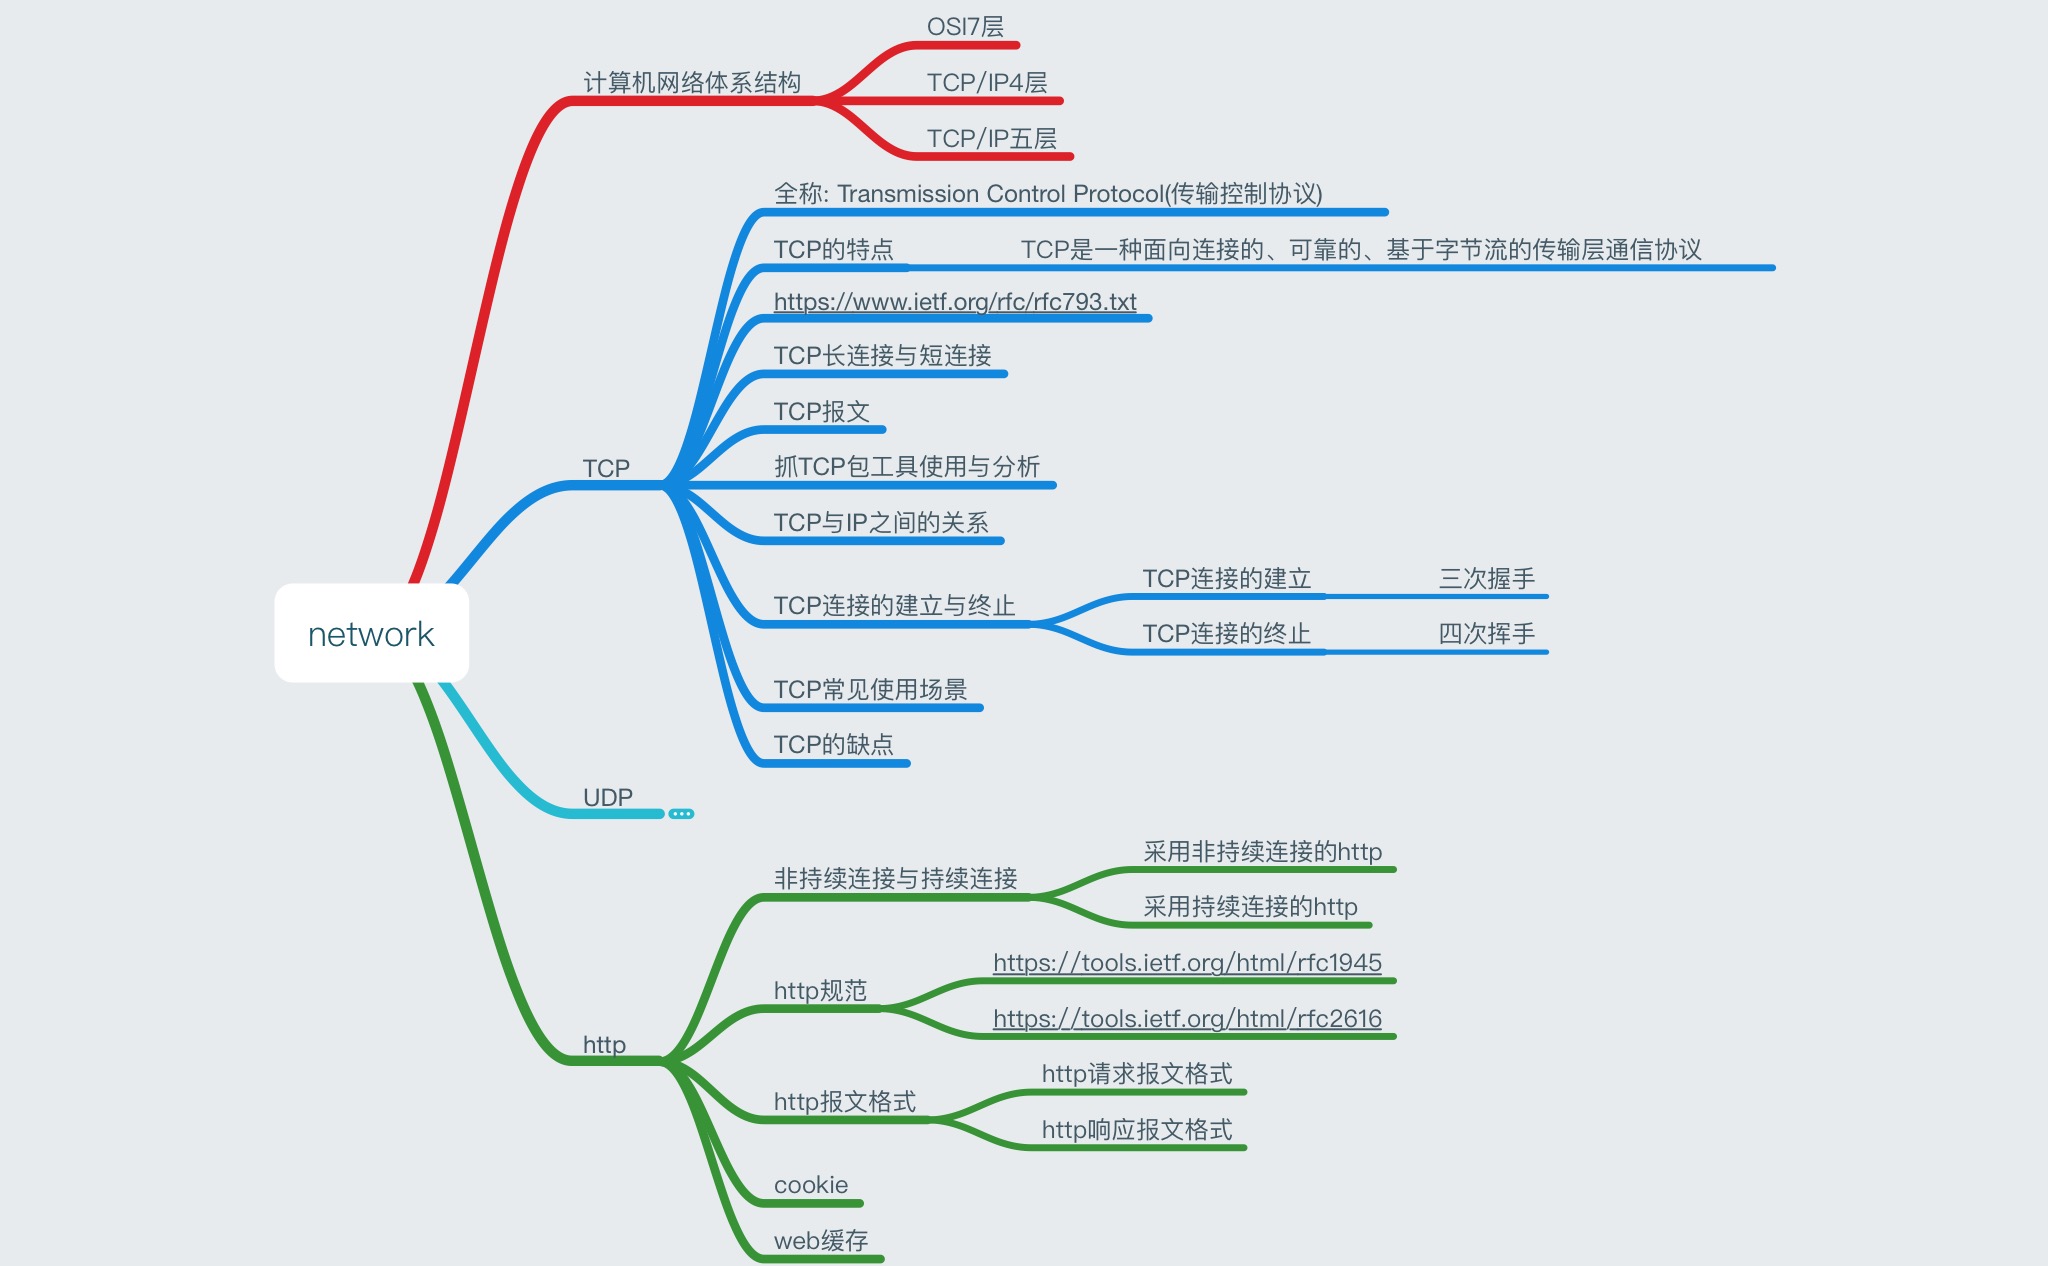 network
计算机网络体系结构
OSI7层
TCP/IP4层
TCP/IP五层
TCP
全称: Transmission Control Protocol(传输控制协议)
TCP的特点
TCP是一种面向连接的、可靠的、基于字节流的传输层通信协议
https://www.ietf.org/rfc/rfc793.txt
TCP长连接与短连接
TCP报文
抓TCP包工具使用与分析
TCP与IP之间的关系
TCP连接的建立与终止
TCP连接的建立
三次握手
TCP连接的终止
四次挥手
TCP常见使用场景
TCP的缺点
UDP
http
非持续连接与持续连接
采用非持续连接的http
采用持续连接的http
http规范
https://tools.ietf.org/html/rfc1945
https://tools.ietf.org/html/rfc2616
http报文格式
http请求报文格式
http响应报文格式
cookie
web缓存